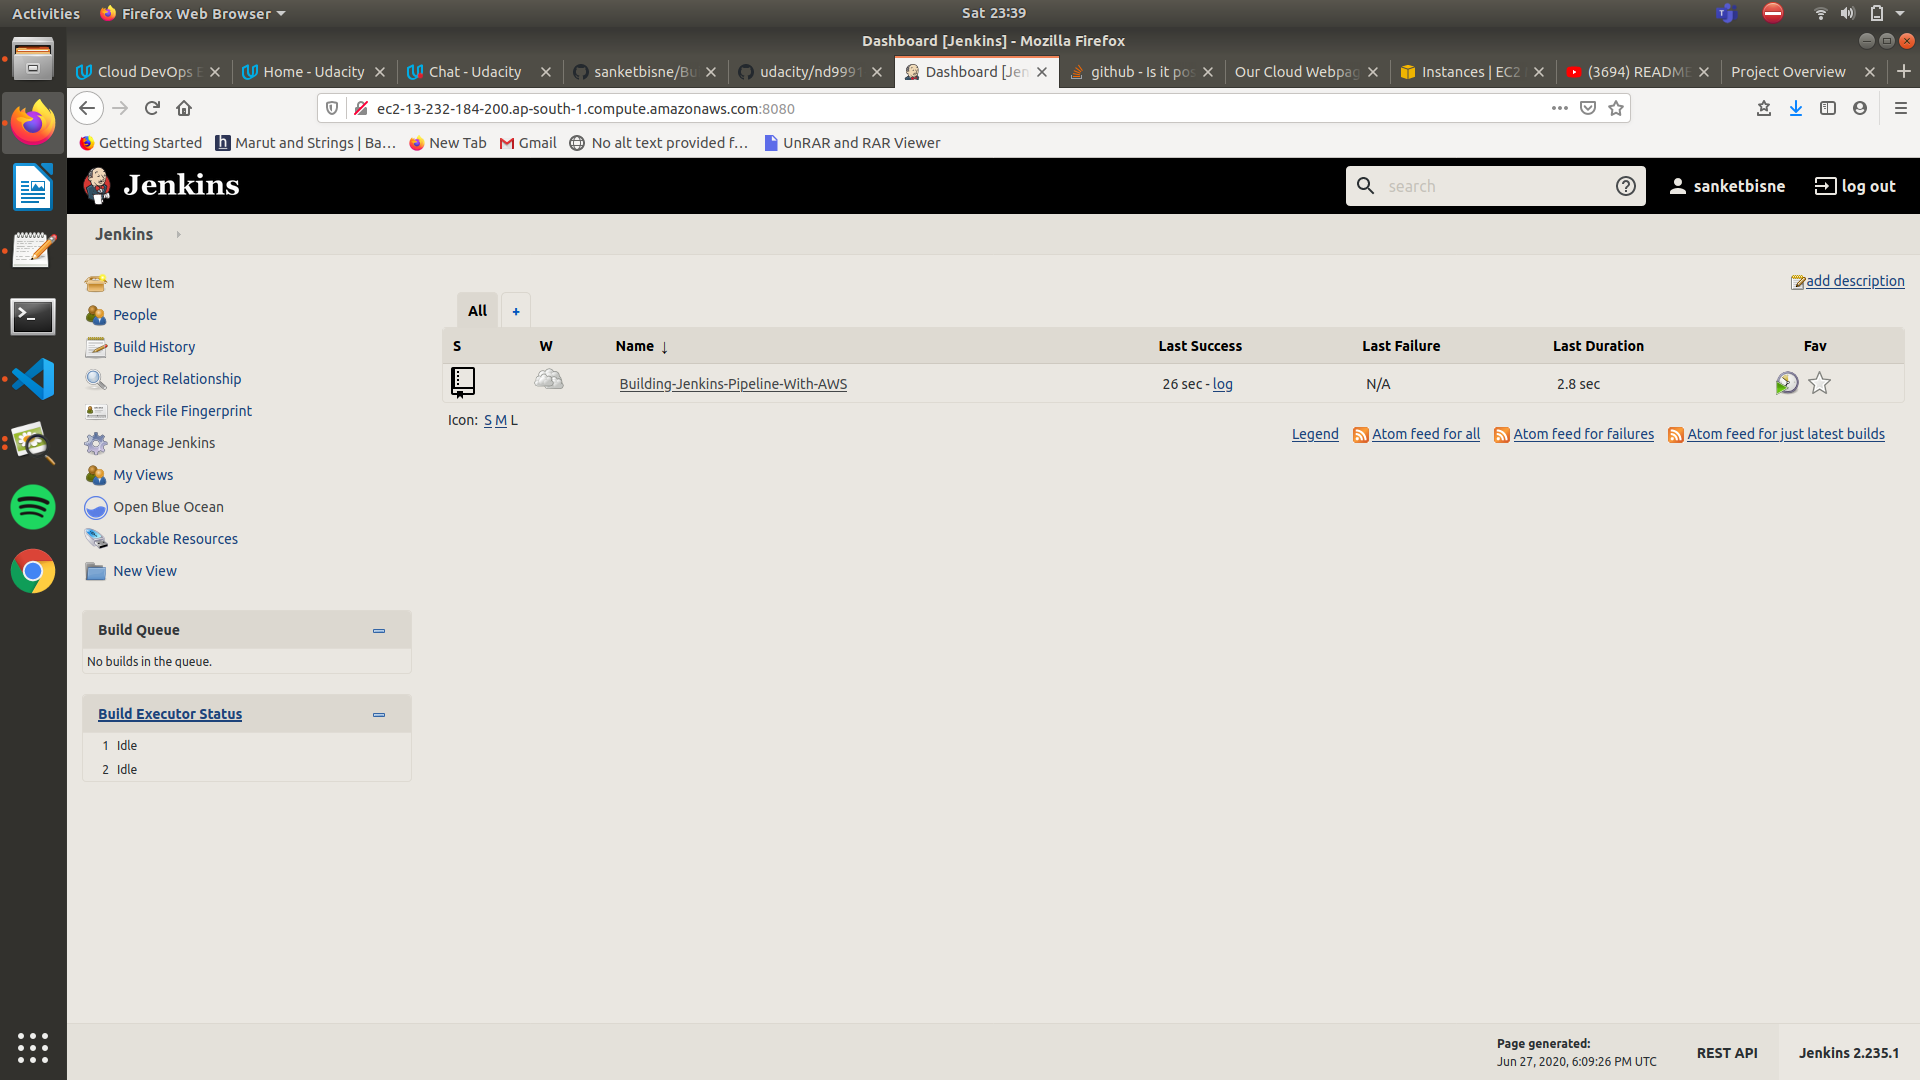 Activities Firefox Web Browser Sat 23:39
Dashboard [Jenkins] - Mozilla Firefox
Cloud DevOps E Home - Udacity Chat - Udacity sanketbisne/Bu udacity/nd9991 Dashboard [Jen github - Is it pos Our Cloud Webpag Instances | EC2 (3694) README Project Overview
ec2-13-232-184-200.ap-south-1.compute.amazonaws.com:8080
Getting Started Marut and Strings | Ba... New Tab Gmail No alt text provided f... UnRAR and RAR Viewer
Jenkins search sanketbisne log out
Jenkins
New Item
People
Build History
Project Relationship
Check File Fingerprint
Manage Jenkins
My Views
Open Blue Ocean
Lockable Resources
New View
Build Queue
No builds in the queue.
Build Executor Status
1 Idle
2 Idle
add description
All +
S W Name ↓ Last Success Last Failure Last Duration Fav
Building-Jenkins-Pipeline-With-AWS 26 sec - log N/A 2.8 sec
Icon: S M L
Legend Atom feed for all Atom feed for failures Atom feed for just latest builds
Page generated:
Jun 27, 2020, 6:09:26 PM UTC
REST API Jenkins 2.235.1